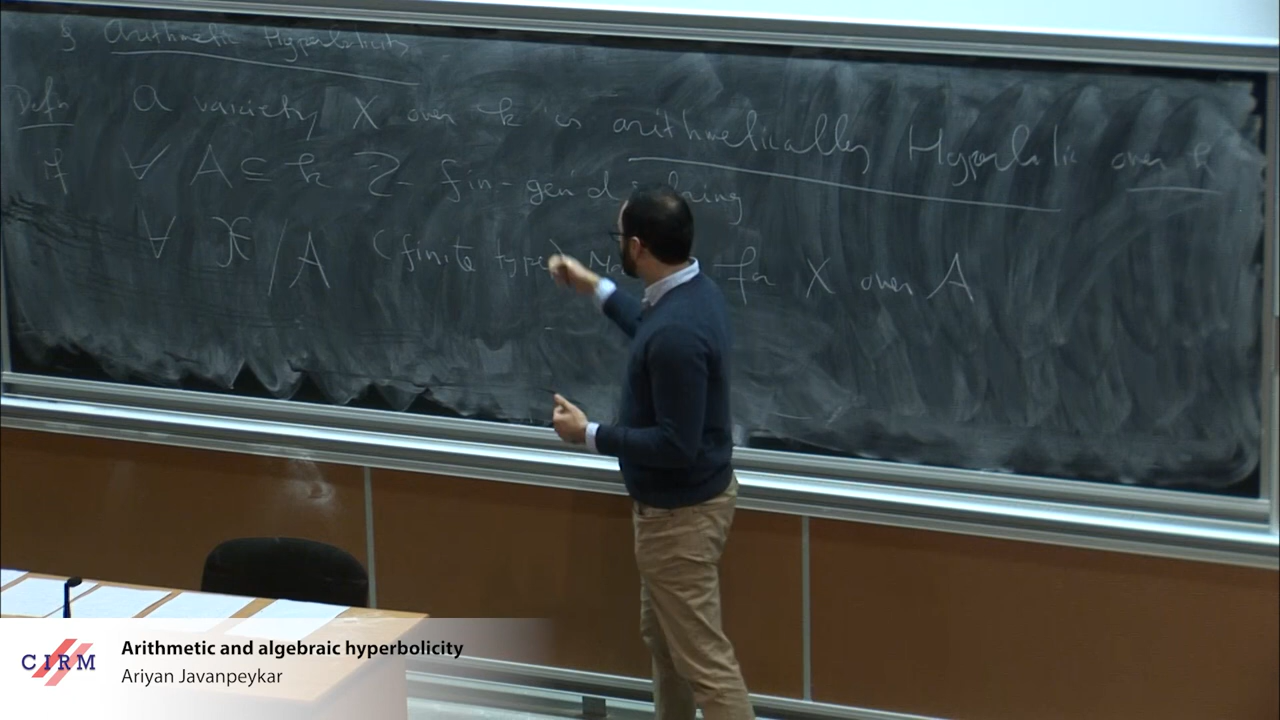 § Arithmetic Hyperbolicity
Defn A variety X over k is arithmetically Hyperbolic over k
if ∀ A ⊆ k ℤ- fin-gen'd
∀ 𝒳/A (finite type) for X over A
CIRM
Arithmetic and algebraic hyperbolicity
Ariyan Javanpeykar